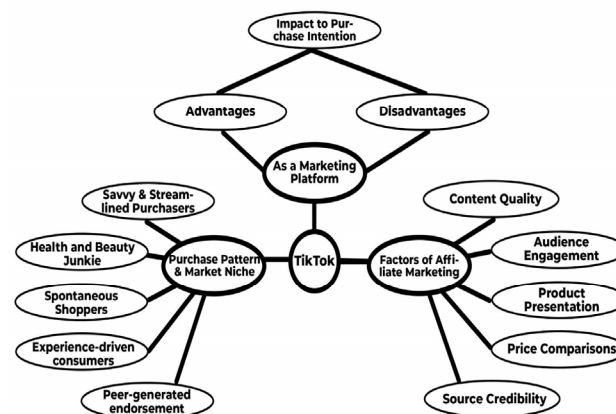 Impact to Pur-
chase Intention
Advantages
Disadvantages
As a Marketing
Platform
Savvy & Stream-
lined Purchasers
Health and Beauty
Junkie
Spontaneous
Shoppers
Experience-driven
consumers
Peer-generated
endorsement
Purchase Pattern
& Market Niche
TikTok
Factors of Affi-
liate Marketing
Content Quality
Audience
Engagement
Product
Presentation
Price Comparisons
Source Credibility